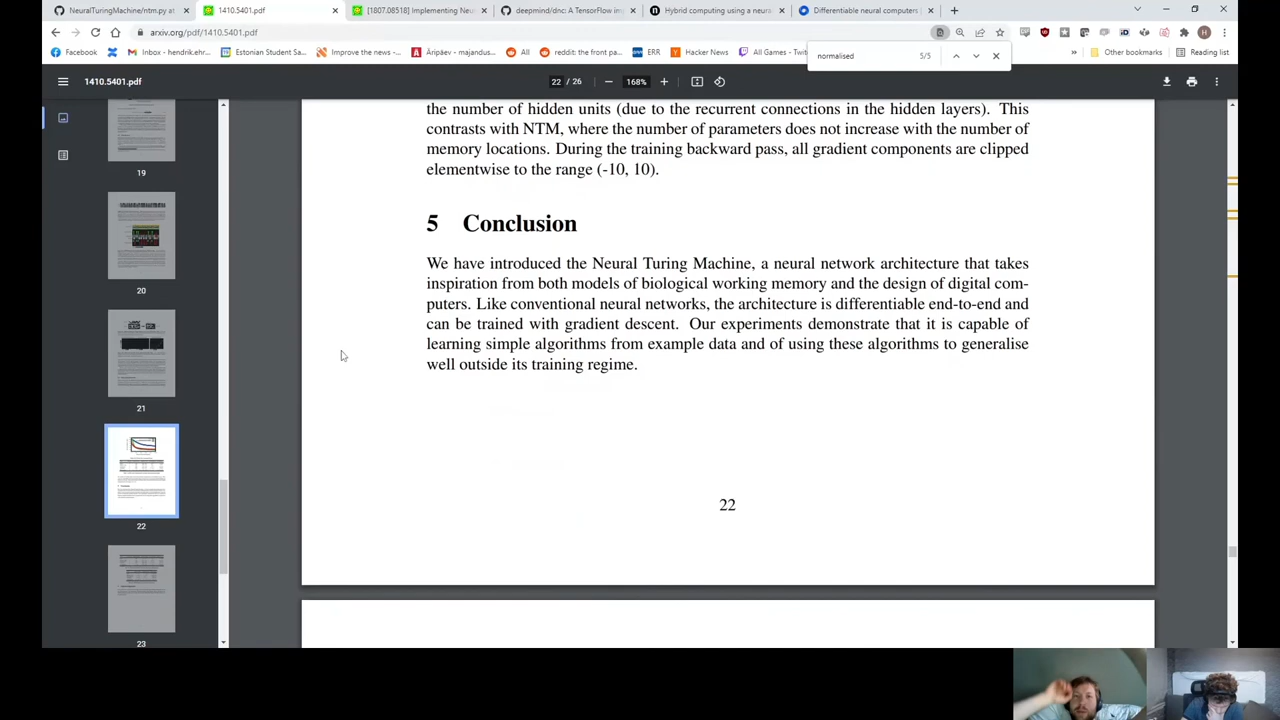 NeuralTuringMachine/ntm.py at
1410.5401.pdf
[1807.08518] Implementing Neu
deepmind/dnc: A TensorFlow im
Hybrid computing using a neura
Differentiable neural computers
arxiv.org/pdf/1410.5401.pdf
Facebook
Inbox - hendrik.ehr...
Estonian Student Sa...
Improve the news -...
Äripäev - majandus...
All
reddit: the front pa...
ERR
Hacker News
All Games - Twit
Other bookmarks
Reading list
normalised
5/5
1410.5401.pdf
22 / 26
168%
19
20
21
22
23
the number of hidden units (due to the recurrent connections in the hidden layers). This
contrasts with NTM, where the number of parameters does not increase with the number of
memory locations. During the training backward pass, all gradient components are clipped
elementwise to the range (-10, 10).
5 Conclusion
We have introduced the Neural Turing Machine, a neural network architecture that takes
inspiration from both models of biological working memory and the design of digital com-
puters. Like conventional neural networks, the architecture is differentiable end-to-end and
can be trained with gradient descent. Our experiments demonstrate that it is capable of
learning simple algorithms from example data and of using these algorithms to generalise
well outside its training regime.
22